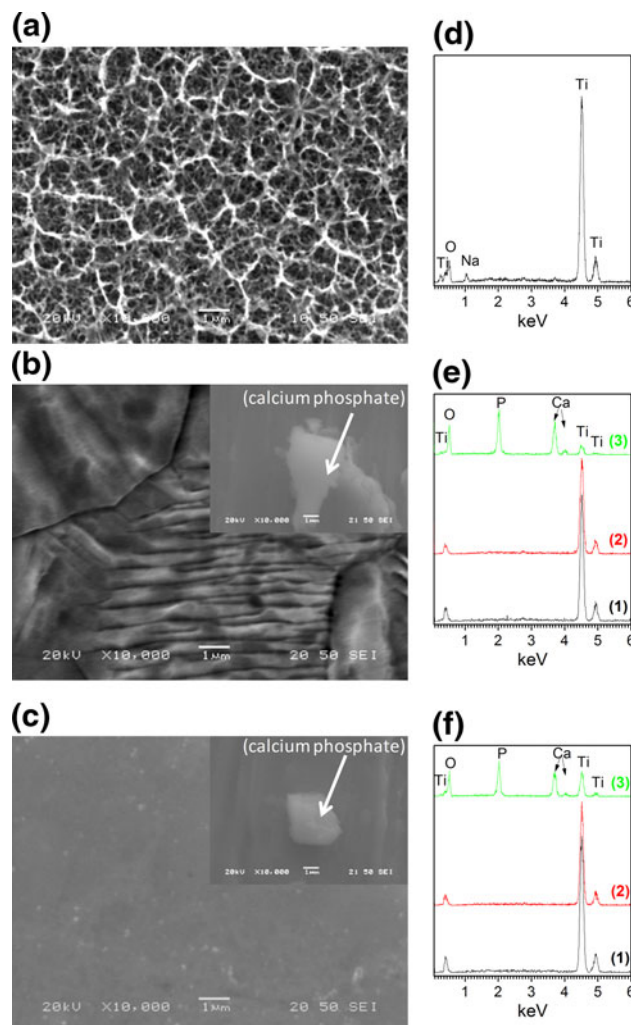 (a)
20kV X10,000 1µm 10 50 SEI
(b)
(calcium phosphate)
20kV X10,000 1µm 21 50 SEI
20kV X10,000 1µm 20 50 SEI
(c)
(calcium phosphate)
20kV X10,000 1µm 21 50 SEI
20kV X10,000 1µm 20 50 SEI
(d)
Ti
Ti
O
Ti
Na
1 2 3 4 5 6
keV
(e)
Ca
P
O
Ti
Ti
Ti
(3)
(2)
(1)
0 1 2 3 4 5 6
keV
(f)
Ca
P
O
Ti
Ti
Ti
(3)
(2)
(1)
0 1 2 3 4 5 6
keV